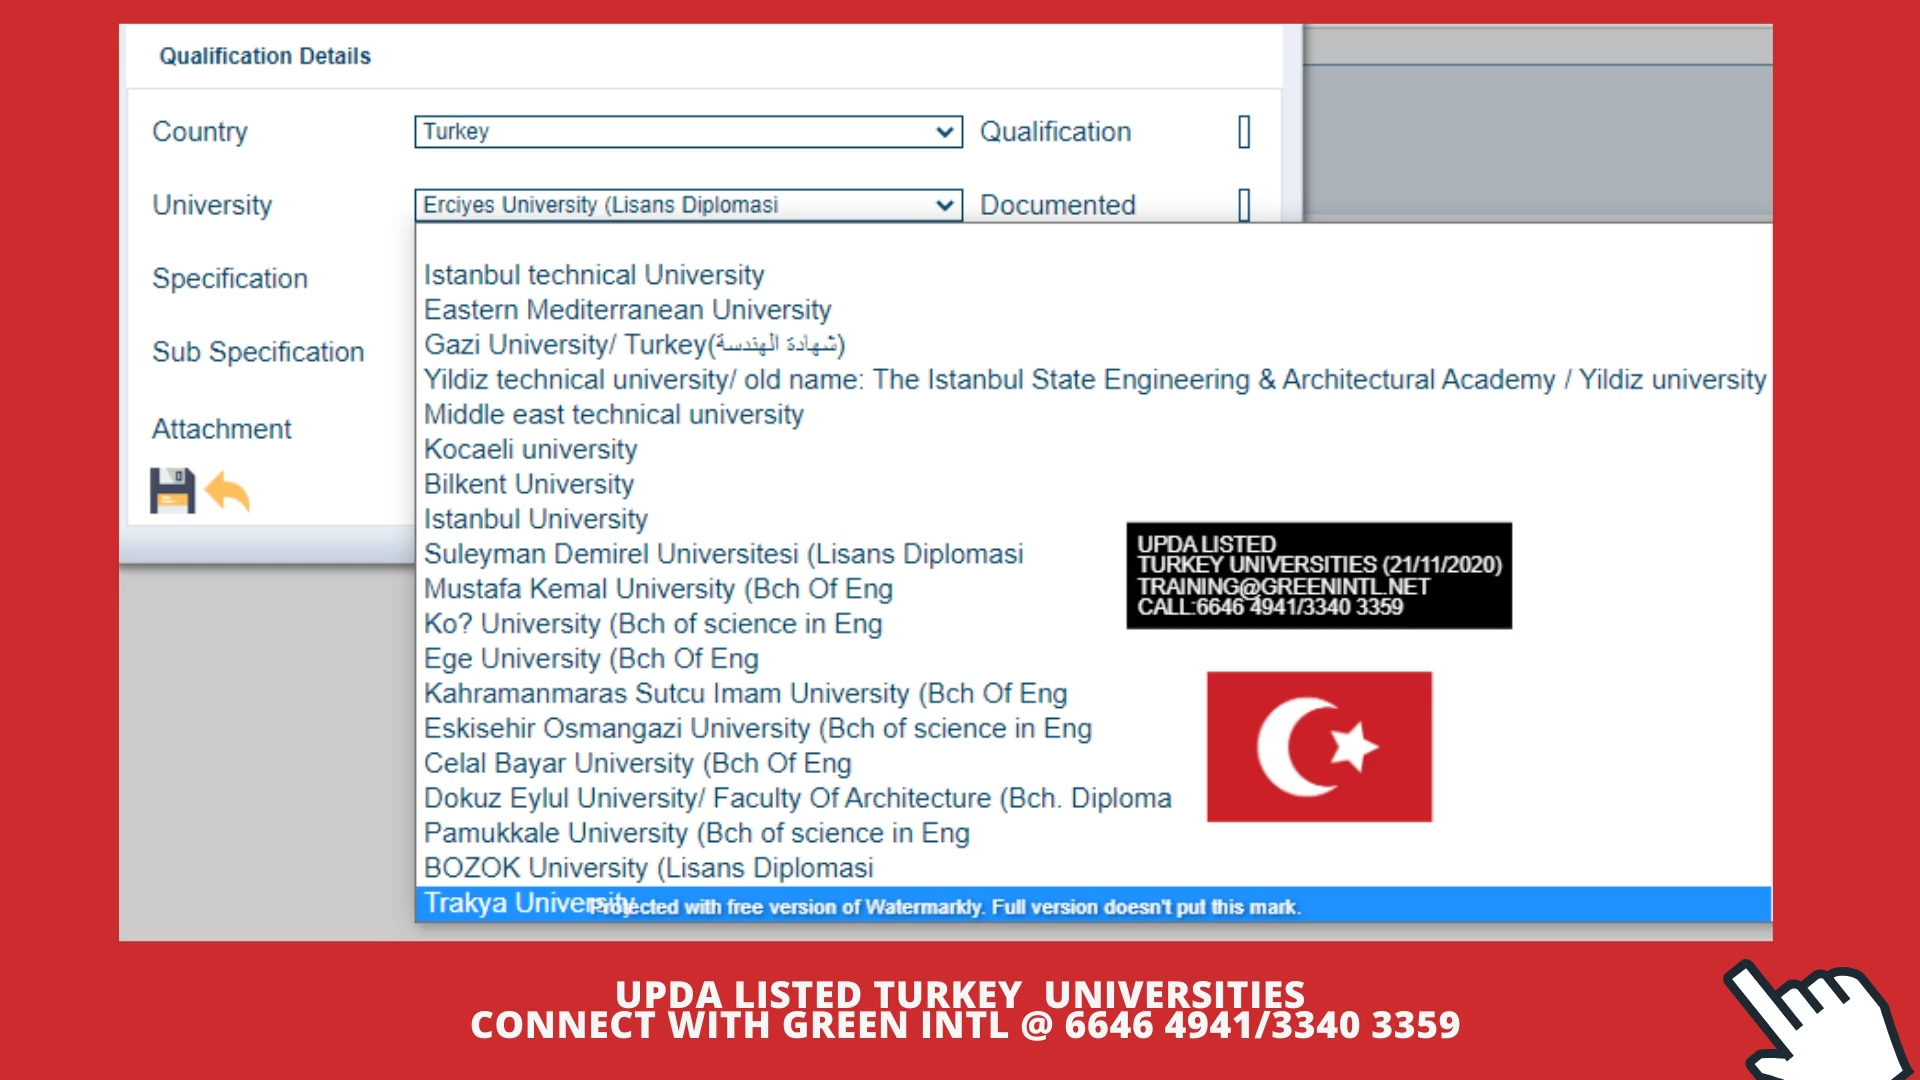 Qualification Details
Country
Turkey
Qualification
University
Erciyes University (Lisans Diplomasi
Documented
Specification
Sub Specification
Attachment
Istanbul technical University
Eastern Mediterranean University
Gazi University/ Turkey(شهادة الهندسة)
Yildiz technical university/ old name: The Istanbul State Engineering & Architectural Academy / Yildiz university
Middle east technical university
Kocaeli university
Bilkent University
Istanbul University
Suleyman Demirel Universitesi (Lisans Diplomasi
Mustafa Kemal University (Bch Of Eng
Ko? University (Bch of science in Eng
Ege University (Bch Of Eng
Kahramanmaras Sutcu Imam University (Bch Of Eng
Eskisehir Osmangazi University (Bch of science in Eng
Celal Bayar University (Bch Of Eng
Dokuz Eylul University/ Faculty Of Architecture (Bch. Diploma
Pamukkale University (Bch of science in Eng
BOZOK University (Lisans Diplomasi
Trakya University
Protected with free version of Watermarkly. Full version doesn't put this mark.
UPDA LISTED
TURKEY UNIVERSITIES (21/11/2020)
TRAINING@GREENINTL.NET
CALL:6646 4941/3340 3359
UPDA LISTED TURKEY UNIVERSITIES
CONNECT WITH GREEN INTL @ 6646 4941/3340 3359